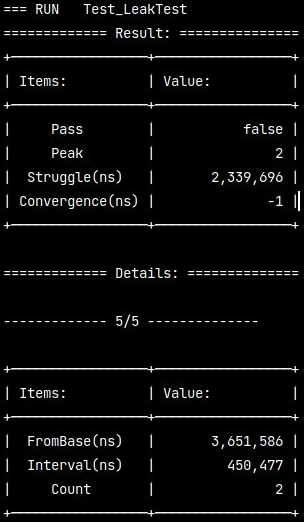 === RUN   Test_LeakTest
============= Result: ===============
| Items:          | Value:          |
|      Pass       |           false |
|      Peak       |               2 |
|   Struggle(ns)  |       2,339,696 |
| Convergence(ns) |              -1 |
============= Details: ==============
------------- 5/5 --------------
| Items:          | Value:          |
|   FromBase(ns)  |       3,651,586 |
|   Interval(ns)  |         450,477 |
|      Count      |               2 |